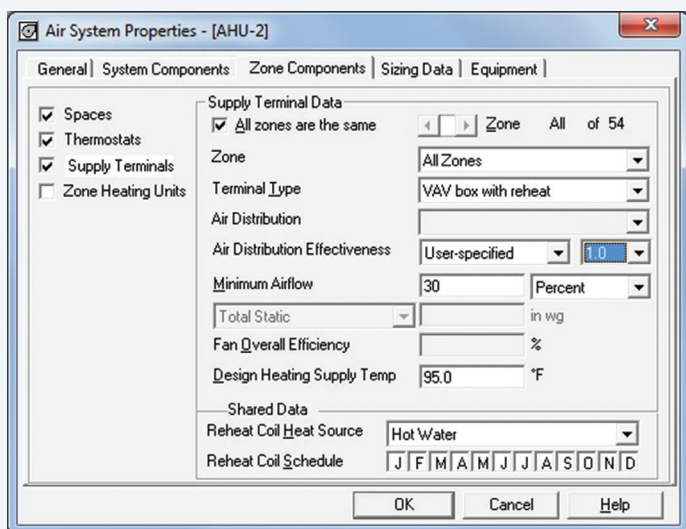 Air System Properties - [AHU-2]
General System Components Zone Components Sizing Data Equipment
Spaces
Thermostats
Supply Terminals
Zone Heating Units
Supply Terminal Data
All zones are the same Zone All of 54
Zone All Zones
Terminal Type VAV box with reheat
Air Distribution
Air Distribution Effectiveness User-specified 1.0
Minimum Airflow 30 Percent
Total Static in wg
Fan Overall Efficiency %
Design Heating Supply Temp 95.0 °F
Shared Data
Reheat Coil Heat Source Hot Water
Reheat Coil Schedule J F M A M J J A S O N D
OK Cancel Help